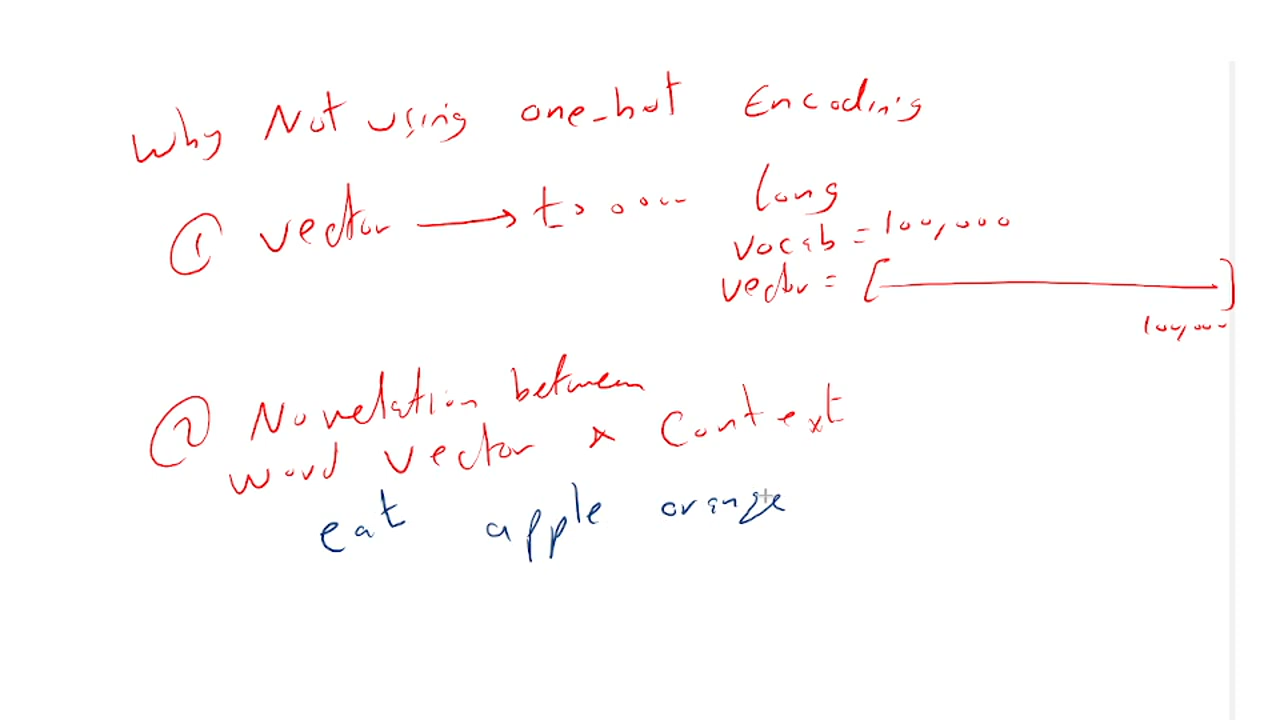 Why Not using one-hot Encoding
① vector → too long
vocab = 100,000
vector = [ ]
100,000
② No relation between
word vector & Context
eat apple orange